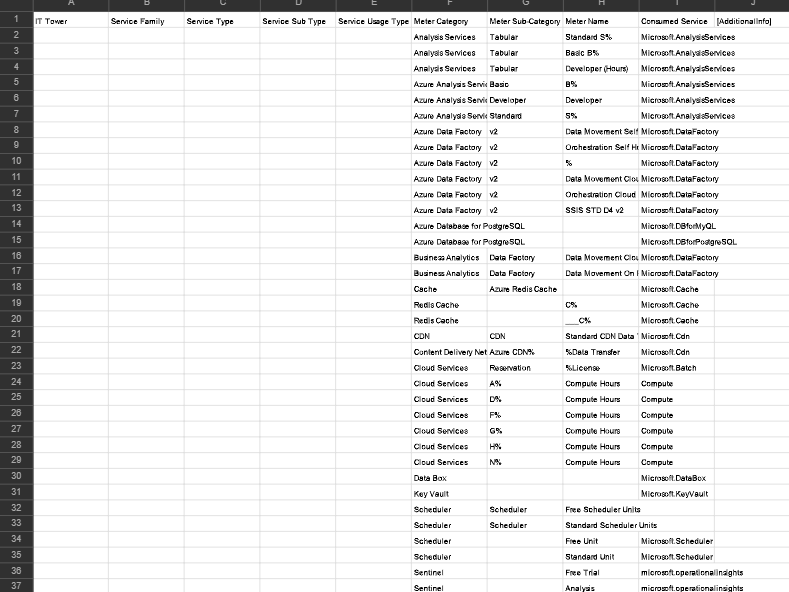 A B C D E F G H I J
1 IT Tower Service Family Service Type Service Sub Type Service Usage Type Meter Category Meter Sub-Category Meter Name Consumed Service [AdditionalInfo]
2 Analysis Services Tabular Standard S% Microsoft.AnalysisServices
3 Analysis Services Tabular Basic B% Microsoft.AnalysisServices
4 Analysis Services Tabular Developer (Hours) Microsoft.AnalysisServices
5 Azure Analysis Servic Basic B% Microsoft.AnalysisServices
6 Azure Analysis Servic Developer Developer Microsoft.AnalysisServices
7 Azure Analysis Servic Standard S% Microsoft.AnalysisServices
8 Azure Data Factory v2 Data Movement Self Microsoft.DataFactory
9 Azure Data Factory v2 Orchestration Self H Microsoft.DataFactory
10 Azure Data Factory v2 % Microsoft.DataFactory
11 Azure Data Factory v2 Data Movement Clou Microsoft.DataFactory
12 Azure Data Factory v2 Orchestration Cloud Microsoft.DataFactory
13 Azure Data Factory v2 SSIS STD D4 v2 Microsoft.DataFactory
14 Azure Database for PostgreSQL Microsoft.DBforMyQL
15 Azure Database for PostgreSQL Microsoft.DBforPostgreSQL
16 Business Analytics Data Factory Data Movement Clou Microsoft.DataFactory
17 Business Analytics Data Factory Data Movement On Microsoft.DataFactory
18 Cache Azure Redis Cache Microsoft.Cache
19 Redis Cache C% Microsoft.Cache
20 Redis Cache ___C% Microsoft.Cache
21 CDN CDN Standard CDN Data Microsoft.Cdn
22 Content Delivery Net Azure CDN% %Data Transfer Microsoft.Cdn
23 Cloud Services Reservation %License Microsoft.Batch
24 Cloud Services A% Compute Hours Compute
25 Cloud Services D% Compute Hours Compute
26 Cloud Services F% Compute Hours Compute
27 Cloud Services G% Compute Hours Compute
28 Cloud Services H% Compute Hours Compute
29 Cloud Services N% Compute Hours Compute
30 Data Box Microsoft.DataBox
31 Key Vault Microsoft.KeyVault
32 Scheduler Scheduler Free Scheduler Units
33 Scheduler Scheduler Standard Scheduler Units
34 Scheduler Free Unit Microsoft.Scheduler
35 Scheduler Standard Unit Microsoft.Scheduler
36 Sentinel Free Trial microsoft.operationalinsights
37 Sentinel Analysis microsoft.operationalinsights